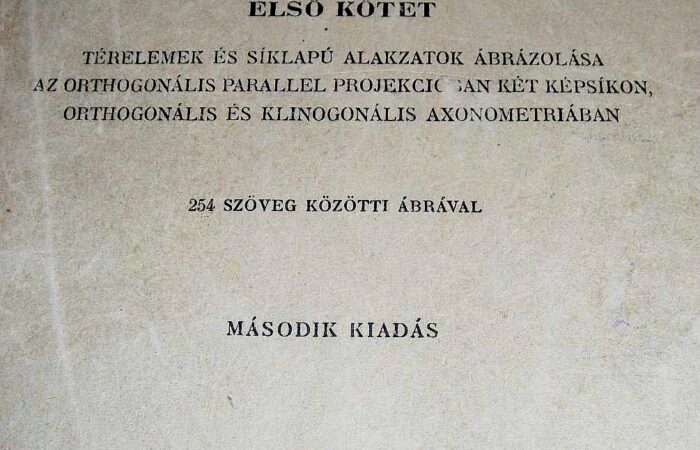 ELSŐ KÖTET
TÉRELEMEK ÉS SÍKLAPÚ ALAKZATOK ÁBRÁZOLÁSA
AZ ORTHOGONÁLIS PARALLEL PROJEKCIÓBAN KÉT KÉPSÍKON,
ORTHOGONÁLIS ÉS KLINOGONÁLIS AXONOMETRIÁBAN
254 SZÖVEG KÖZÖTTI ÁBRÁVAL
MÁSODIK KIADÁS